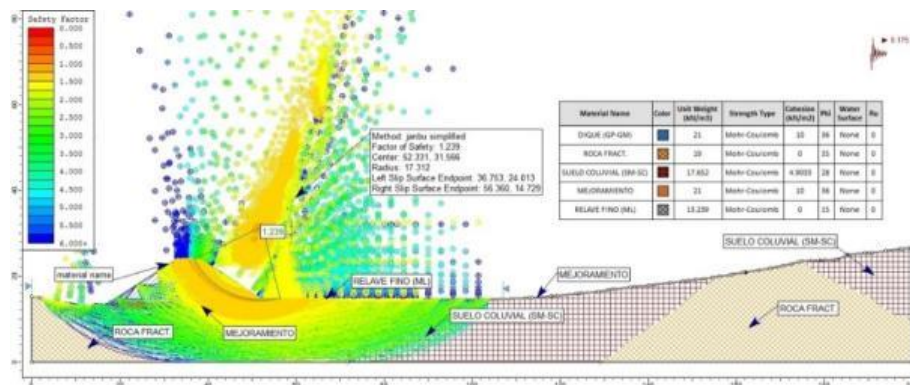 Safety Factor
0.000
0.500
1.000
1.500
2.000
2.500
3.000
3.500
4.000
4.500
5.000
5.500
6.000+
0.175
Method: janbu simplified
Factor of Safety: 1.239
Center: 52.331, 31.566
Radius: 17.312
Left Slip Surface Endpoint: 36.753, 24.013
Right Slip Surface Endpoint: 56.360, 14.729
Material Name Color Unit Weight (kN/m3) Strength Type Cohesion (kN/m2) Phi Water Surface Ru
DIQUE (GP-GM) 21 Mohr-Coulomb 10 36 None 0
ROCA FRACT. Mohr-Coulomb 0 35 None 0
SUELO COLUVIAL (SM-SC) 17.652 Mohr-Coulomb 28 None 0
MEJORAMIENTO 21 Mohr-Coulomb 10 36 None 0
RELAVE FINO (ML) 13.239 Mohr-Coulomb 0 15 None 0
1.239
material name
RELAVE FINO (ML)
MEJORAMIENTO
SUELO COLUVIAL (SM-SC)
ROCA FRACT.
MEJORAMIENTO
SUELO COLUVIAL (SM-SC)
ROCA FRACT.